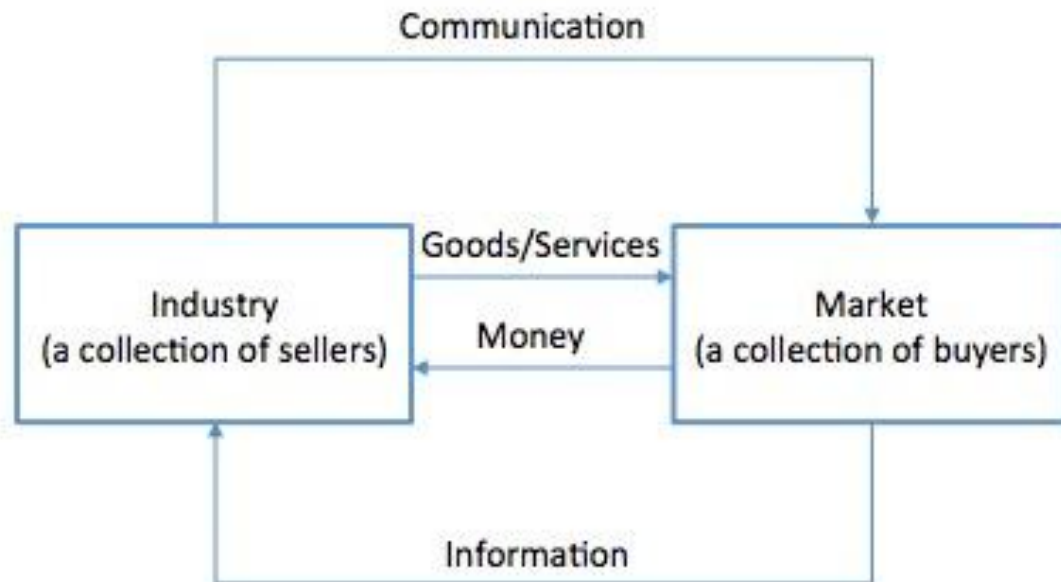 Communication
Goods/Services
Industry
(a collection of sellers)
Money
Market
(a collection of buyers)
Information